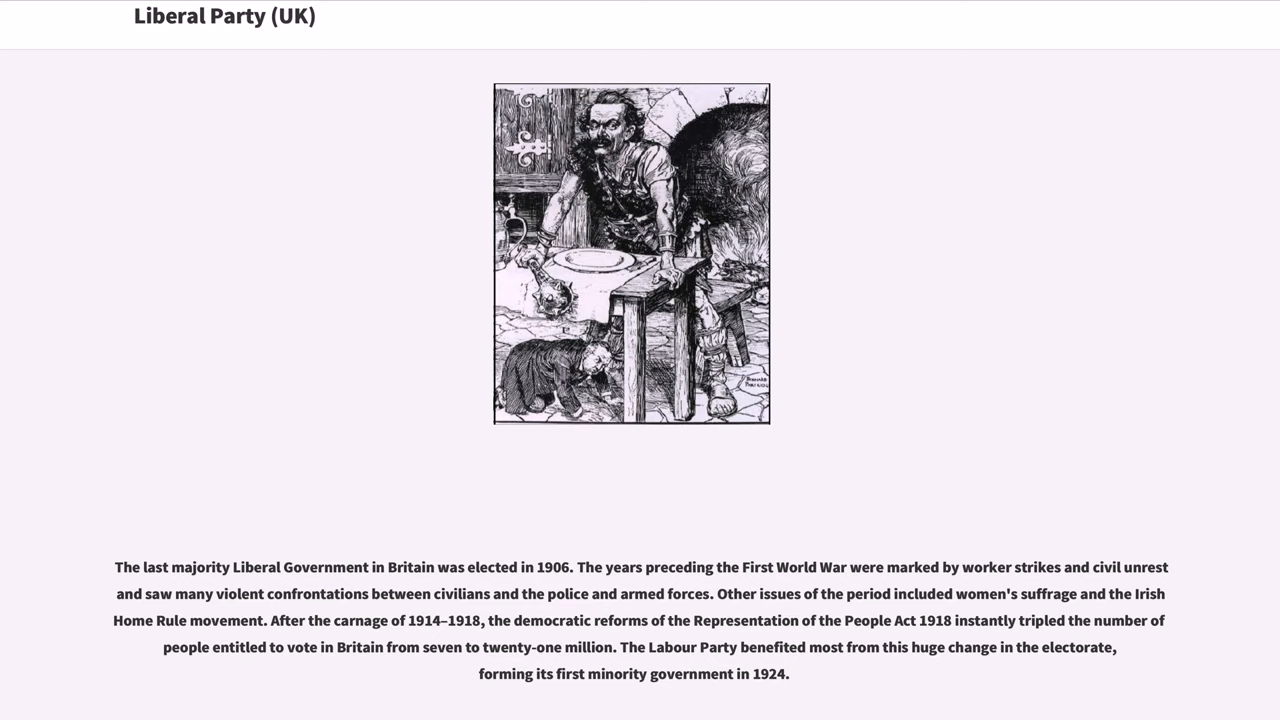 Liberal Party (UK)
BERNARD
PARTRIDGE
The last majority Liberal Government in Britain was elected in 1906. The years preceding the First World War were marked by worker strikes and civil unrest
and saw many violent confrontations between civilians and the police and armed forces. Other issues of the period included women's suffrage and the Irish
Home Rule movement. After the carnage of 1914–1918, the democratic reforms of the Representation of the People Act 1918 instantly tripled the number of
people entitled to vote in Britain from seven to twenty-one million. The Labour Party benefited most from this huge change in the electorate,
forming its first minority government in 1924.